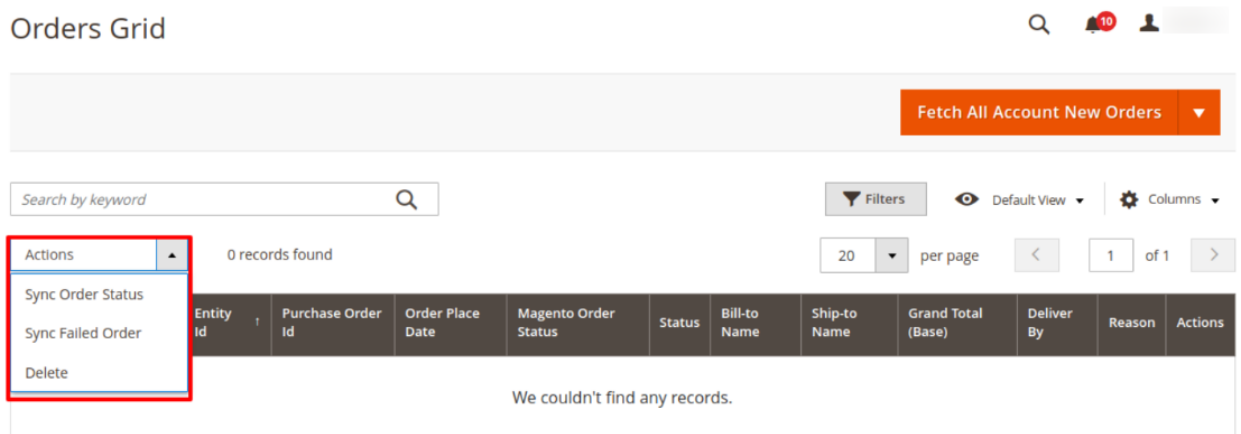 Orders Grid
10
Fetch All Account New Orders
Search by keyword
Filters
Default View
Columns
Actions
0 records found
20
per page
1
of 1
Sync Order Status
Sync Failed Order
Delete
Entity
Id
Purchase Order
Id
Order Place
Date
Magento Order
Status
Status
Bill-to
Name
Ship-to
Name
Grand Total
(Base)
Deliver
By
Reason
Actions
We couldn't find any records.